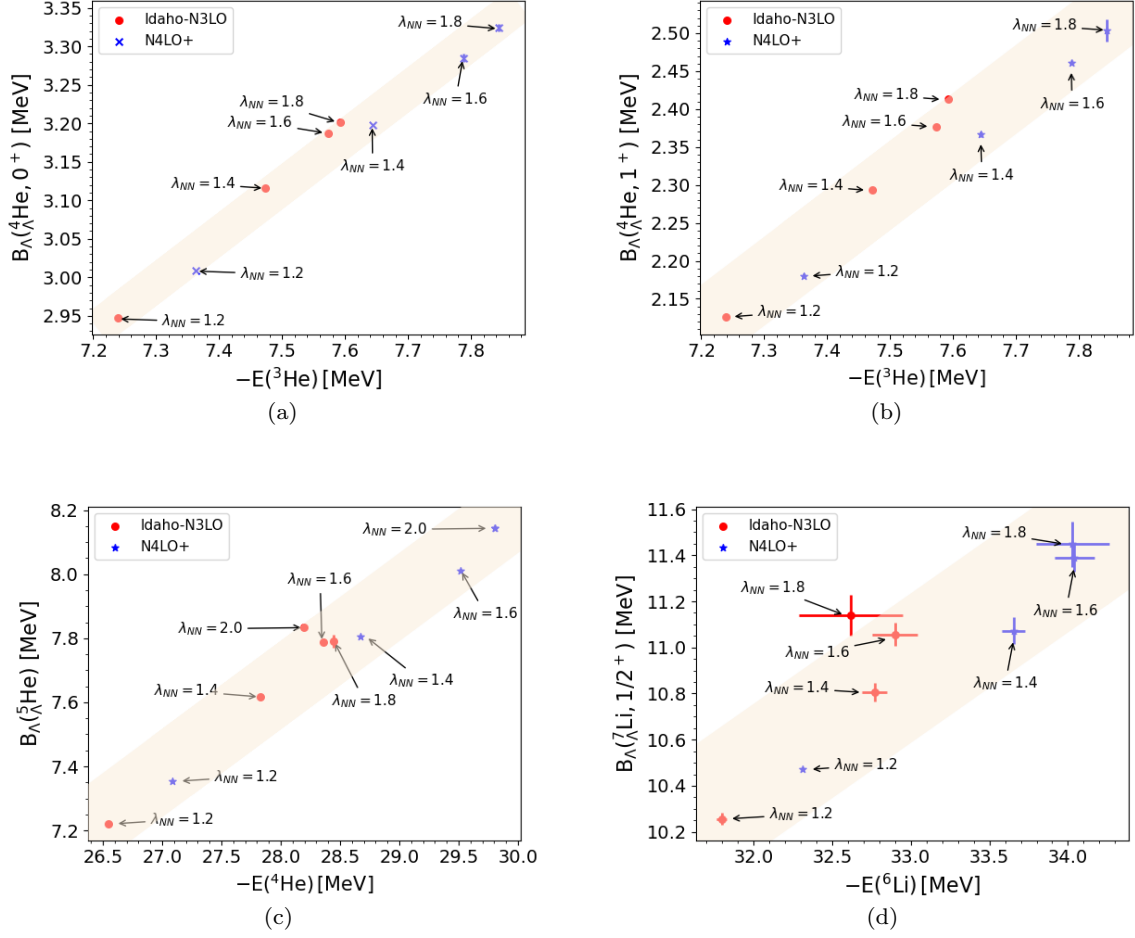 Idaho-N3LO
N4LO+
λNN = 1.8
λNN = 1.6
λNN = 1.8
λNN = 1.6
λNN = 1.4
λNN = 1.4
λNN = 1.2
λNN = 1.2
3.35
3.30
3.25
3.20
3.15
3.10
3.05
3.00
2.95
BΛ(⁴ΛHe, 0⁺) [MeV]
7.2 7.3 7.4 7.5 7.6 7.7 7.8
−E(³He) [MeV]
(a)
Idaho-N3LO
N4LO+
λNN = 1.8
λNN = 1.8
λNN = 1.6
λNN = 1.6
λNN = 1.4
λNN = 1.4
λNN = 1.2
λNN = 1.2
2.50
2.45
2.40
2.35
2.30
2.25
2.20
2.15
BΛ(⁴ΛHe, 1⁺) [MeV]
7.2 7.3 7.4 7.5 7.6 7.7 7.8
−E(³He) [MeV]
(b)
Idaho-N3LO
N4LO+
λNN = 2.0
λNN = 1.6
λNN = 1.6
λNN = 2.0
λNN = 1.4
λNN = 1.4
λNN = 1.8
λNN = 1.2
λNN = 1.2
8.2
8.0
7.8
7.6
7.4
7.2
BΛ(⁵ΛHe) [MeV]
26.5 27.0 27.5 28.0 28.5 29.0 29.5 30.0
−E(⁴He) [MeV]
(c)
Idaho-N3LO
N4LO+
λNN = 1.8
λNN = 1.8
λNN = 1.6
λNN = 1.6
λNN = 1.4
λNN = 1.4
λNN = 1.2
λNN = 1.2
11.6
11.4
11.2
11.0
10.8
10.6
10.4
10.2
BΛ(⁷ΛLi, 1/2⁺) [MeV]
32.0 32.5 33.0 33.5 34.0
−E(⁶Li) [MeV]
(d)